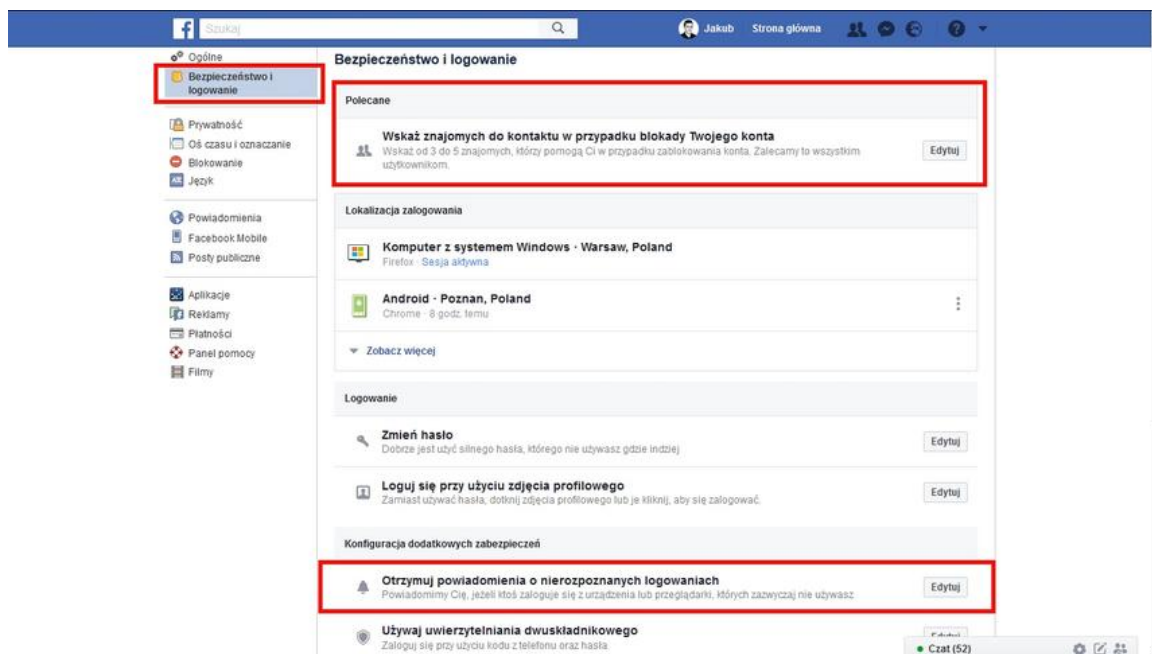 f Szukaj Jakub Strona główna
Ogólne
Bezpieczeństwo i
logowanie
Prywatność
Oś czasu i oznaczanie
Blokowanie
Język
Powiadomienia
Facebook Mobile
Posty publiczne
Aplikacje
Reklamy
Płatności
Panel pomocy
Filmy
Bezpieczeństwo i logowanie
Polecane
Wskaż znajomych do kontaktu w przypadku blokady Twojego konta
Wskaż od 3 do 5 znajomych, którzy pomogą Ci w przypadku zablokowania konta. Zalecamy to wszystkim
użytkownikom.
Edytuj
Lokalizacja zalogowania
Komputer z systemem Windows · Warsaw, Poland
Firefox · Sesja aktywna
Android · Poznan, Poland
Chrome · 8 godz. temu
Zobacz więcej
Logowanie
Zmień hasło
Dobrze jest użyć silnego hasła, którego nie używasz gdzie indziej
Edytuj
Loguj się przy użyciu zdjęcia profilowego
Zamiast używać hasła, dotknij zdjęcia profilowego lub je kliknij, aby się zalogować.
Edytuj
Konfiguracja dodatkowych zabezpieczeń
Otrzymuj powiadomienia o nierozpoznanych logowaniach
Powiadomimy Cię, jeżeli ktoś zaloguje się z urządzenia lub przeglądarki, których zazwyczaj nie używasz
Edytuj
Używaj uwierzytelniania dwuskładnikowego
Zaloguj się przy użyciu kodu z telefonu oraz hasła.
Edytuj
Czat (52)